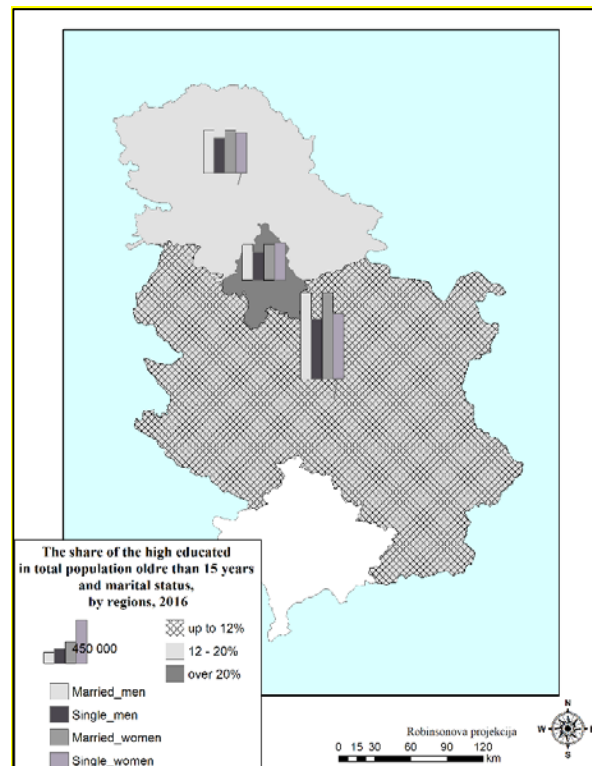 The share of the high educated
in total population oldre than 15 years
and marital status,
by regions, 2016
450 000
up to 12%
12 - 20%
over 20%
Married_men
Single_men
Married_women
Single_women
Robinsonova projekcija
0 15 30 60 90 120
km
N
W E
S